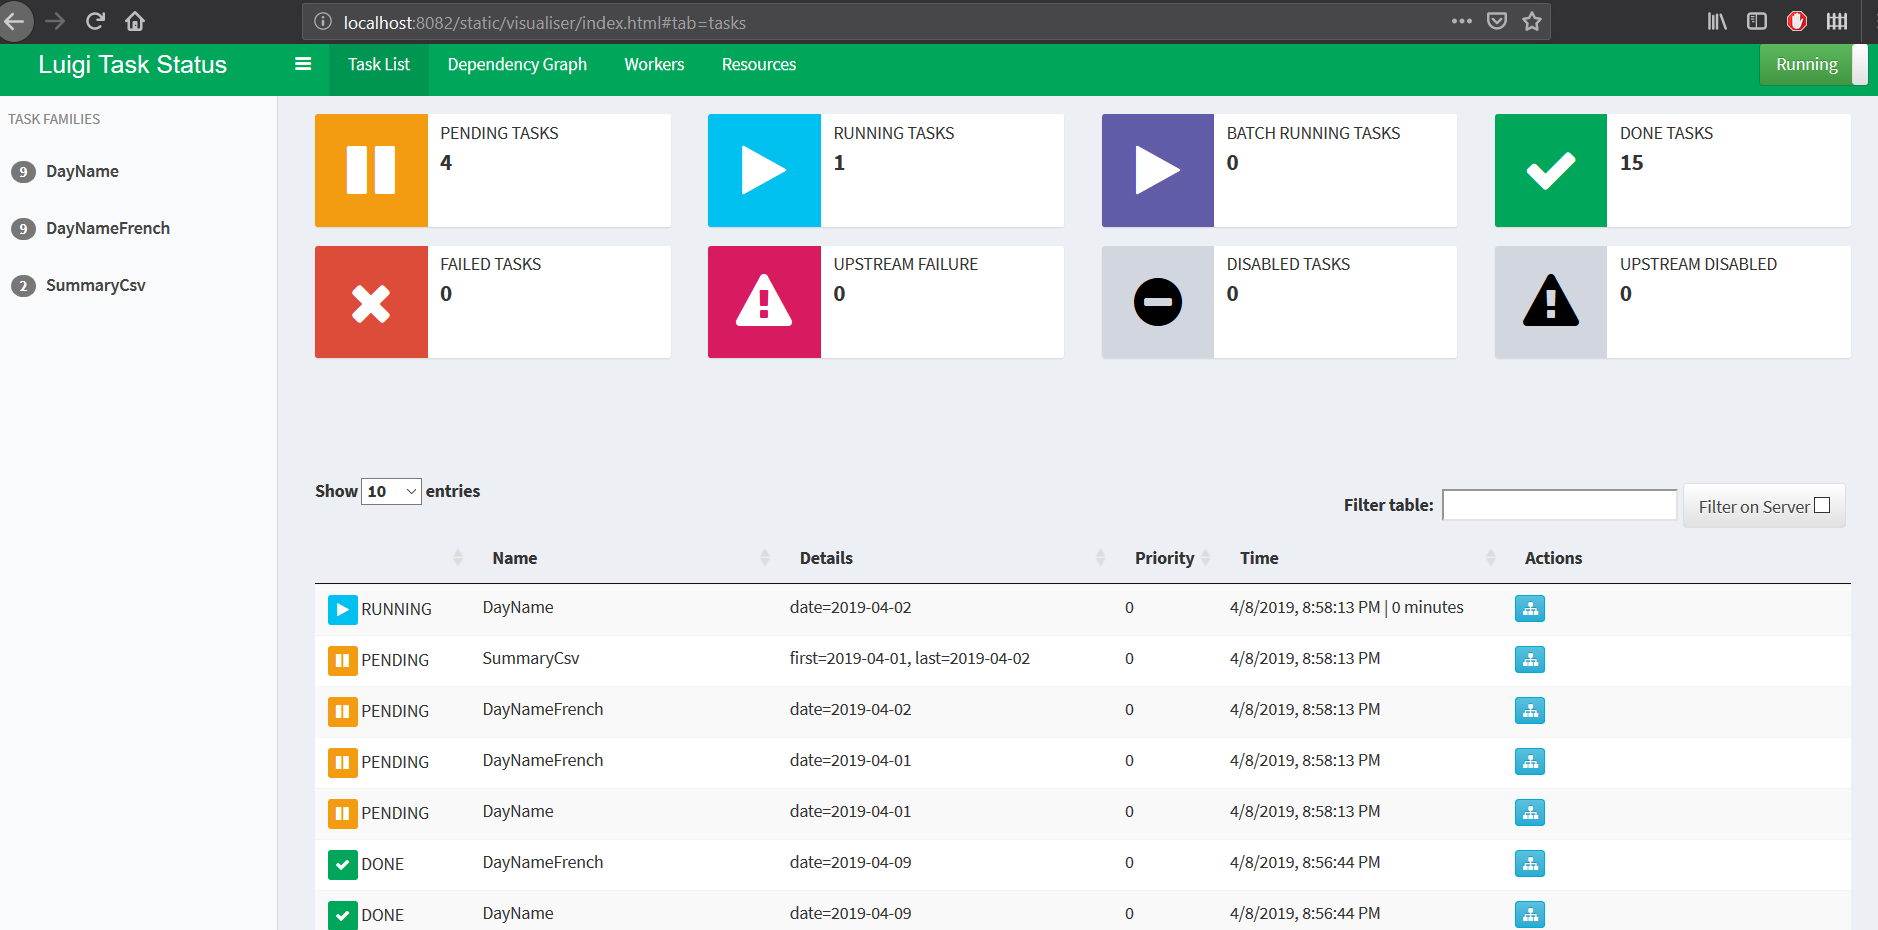 localhost:8082/static/visualiser/index.html#tab=tasks
Luigi Task Status
Task List
Dependency Graph
Workers
Resources
Running
TASK FAMILIES
9 DayName
9 DayNameFrench
2 SummaryCsv
PENDING TASKS
4
RUNNING TASKS
1
BATCH RUNNING TASKS
0
DONE TASKS
15
FAILED TASKS
0
UPSTREAM FAILURE
0
DISABLED TASKS
0
UPSTREAM DISABLED
0
Show 10 entries
Filter table:
Filter on Server
Name Details Priority Time Actions
RUNNING DayName date=2019-04-02 0 4/8/2019, 8:58:13 PM | 0 minutes
PENDING SummaryCsv first=2019-04-01, last=2019-04-02 0 4/8/2019, 8:58:13 PM
PENDING DayNameFrench date=2019-04-02 0 4/8/2019, 8:58:13 PM
PENDING DayNameFrench date=2019-04-01 0 4/8/2019, 8:58:13 PM
PENDING DayName date=2019-04-01 0 4/8/2019, 8:58:13 PM
DONE DayNameFrench date=2019-04-09 0 4/8/2019, 8:56:44 PM
DONE DayName date=2019-04-09 0 4/8/2019, 8:56:44 PM